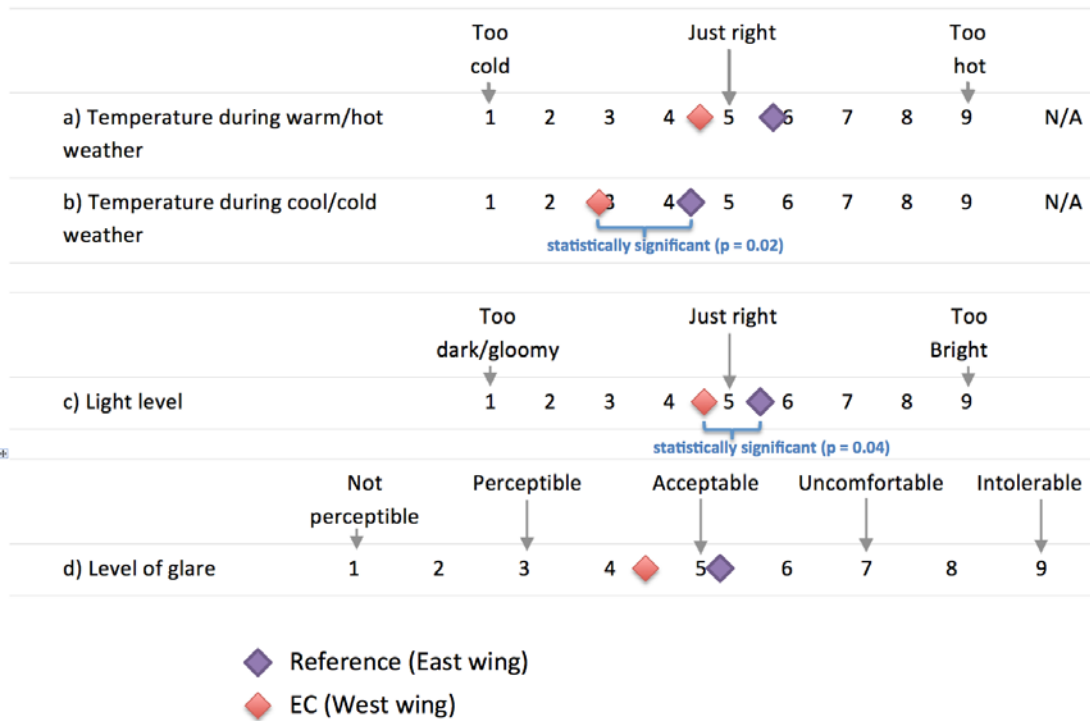 Too Just right Too
cold hot
a) Temperature during warm/hot 1 2 3 4 5 6 7 8 9 N/A
weather
b) Temperature during cool/cold 1 2 3 4 5 6 7 8 9 N/A
weather
statistically significant (p = 0.02)
Too Just right Too
dark/gloomy Bright
c) Light level 1 2 3 4 5 6 7 8 9
statistically significant (p = 0.04)
Not Perceptible Acceptable Uncomfortable Intolerable
perceptible
d) Level of glare 1 2 3 4 5 6 7 8 9
Reference (East wing)
EC (West wing)